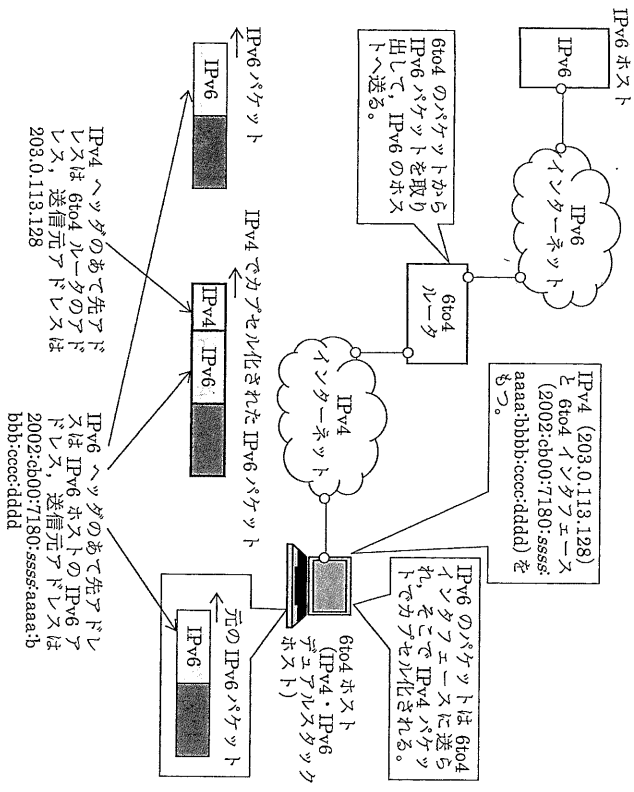 IPv6 ホスト
IPv6
IPv6
インターネット
6to4 のパケットから
IPv6 パケットを取り
出して，IPv6 のホス
トへ送る。
6to4
ルータ
IPv4
インターネット
IPv4（203.0.113.128）
と 6to4 インタフェース
（2002:cb00:7180:ssss:
aaaa:bbbb:cccc:dddd）を
もつ。
IPv6 のパケットは 6to4
インタフェースに送ら
れ，そこで IPv4 パケッ
トでカプセル化される。
6to4 ホスト
（IPv4・IPv6
デュアルスタック
ホスト）
IPv6 パケット
IPv6
IPv4 でカプセル化された IPv6 パケット
IPv4
IPv6
元の IPv6 パケット
IPv6
IPv4 ヘッダのあて先アド
レスは 6to4 ルータのアド
レス，送信元アドレスは
203.0.113.128
IPv6 ヘッダのあて先アドレ
スは IPv6 ホストの IPv6 ア
ドレス，送信元アドレスは
2002:cb00:7180:ssss:aaaa:b
bbb:cccc:dddd